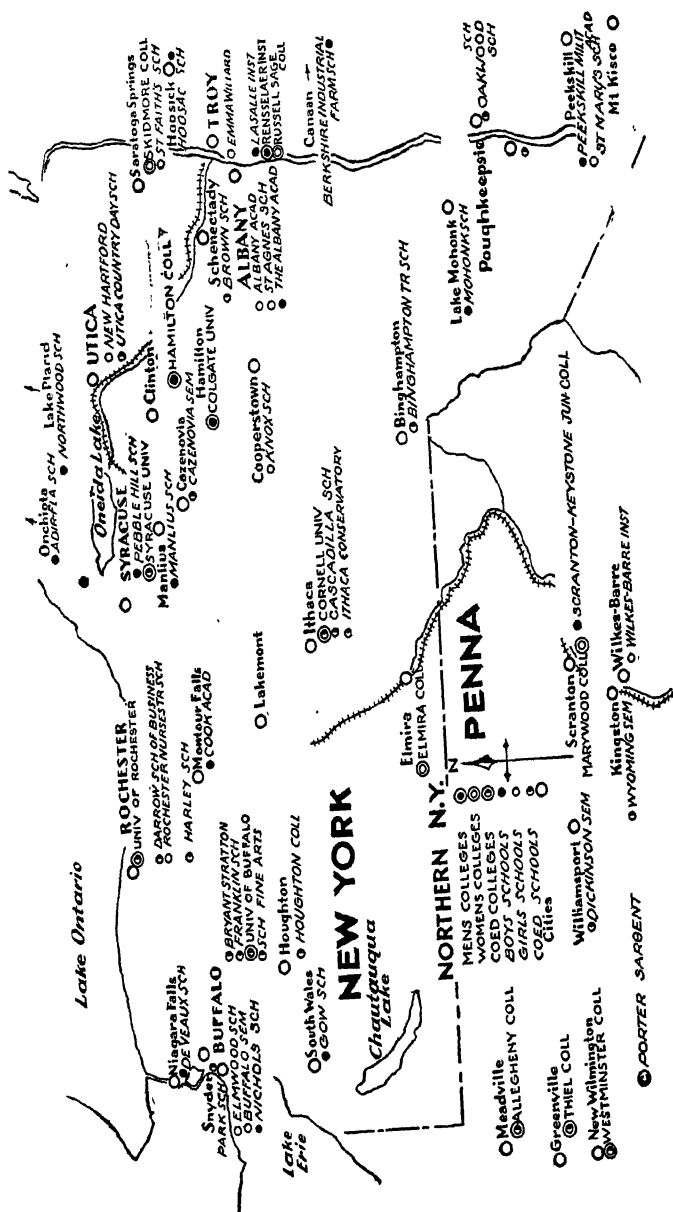 Lake Ontario
Niagara Falls
DEVEAUX SCH
BUFFALO
Snyder
PARK SCH
ELMWOOD SCH
BUFFALO SEM
NICHOLS SCH
Lake
Erie
ROCHESTER
UNIV OF ROCHESTER
DARROW SCH OF BUSINESS
ROCHESTER NURSES TR SCH
HARLEY SCH
Montour Falls
COOK ACAD
BRYANT STRATTON
FRANKLIN SCH
UNIV OF BUFFALO
SCH FINE ARTS
Houghton
HOUGHTON COLL
South Wales
GOW SCH
Lakemont
Onchiota
ADIR-FLA SCH
Lake Placid
NORTHWOOD SCH
Oneida Lake
SYRACUSE
PEBBLE HILL SCH
SYRACUSE UNIV
Manlius
MANLIUS SCH
Cazenovia
CAZENOVIA SEM
UTICA
NEW HARTFORD
UTICA COUNTRY DAY SCH
Clinton
HAMILTON COLL
Hamilton
COLGATE UNIV
Cooperstown
KNOX SCH
Ithaca
CORNELL UNIV
CASCADILLA SCH
ITHACA CONSERVATORY
Saratoga Springs
SKIDMORE COLL
ST FAITHS SCH
Hoosick
HOOSAC SCH
TROY
EMMA WILLARD
LASALLE INST
RENSSELAER INST
RUSSELL SAGE
COLL
Schenectady
BROWN SCH
ALBANY
ALBANY ACAD
ST AGNES SCH
THE ALBANY ACAD
Canaan
BERKSHIRE INDUSTRIAL
FARM SCH
Binghampton
BINGHAMPTON TR SCH
Lake Mohonk
MOHONK SCH
Poughkeepsie
SCH
OAKWOOD
SCH
Peekskill
PEEKSKILL MILIT
ACAD
ST MARYS SCH
Mt Kisco
Elmira
ELMIRA COLL
NEW YORK
Chautauqua
Lake
PENNA
NORTHERN N.Y.
N
MENS COLLEGES
WOMENS COLLEGES
COED COLLEGES
BOYS SCHOOLS
GIRLS SCHOOLS
COED SCHOOLS
Cities
Meadville
ALLEGHENY COLL
Greenville
THIEL COLL
New Wilmington
WESTMINSTER COLL
Williamsport
DICKINSON SEM
Scranton
MARYWOOD COLL
SCRANTON-KEYSTONE JUN COLL
Kingston
WYOMING SEM
Wilkes-Barre
WILKES-BARRE INST
© PORTER SARGENT